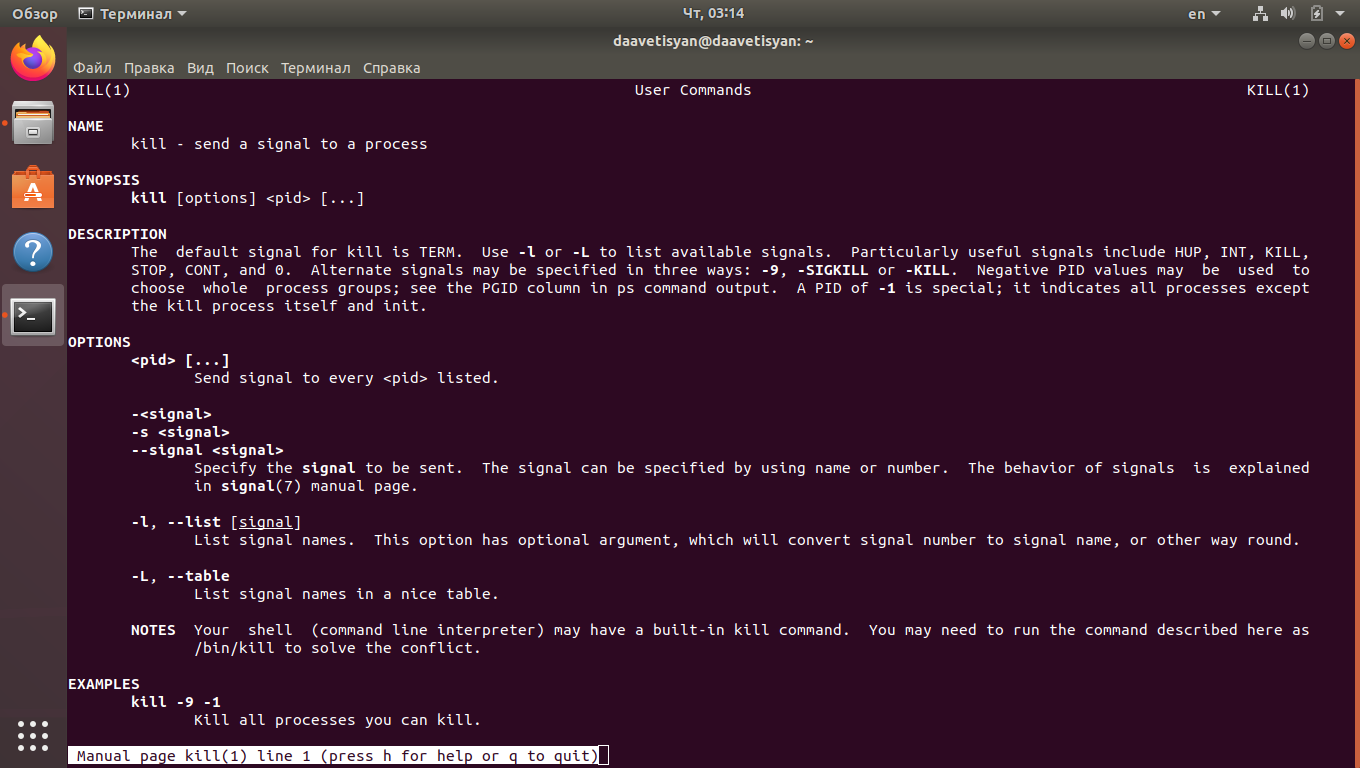 Обзор Терминал Чт, 03:14 en
daavetisyan@daavetisyan: ~
Файл Правка Вид Поиск Терминал Справка
KILL(1) User Commands KILL(1)
NAME
kill - send a signal to a process
SYNOPSIS
kill [options] <pid> [...]
DESCRIPTION
The default signal for kill is TERM. Use -l or -L to list available signals. Particularly useful signals include HUP, INT, KILL,
STOP, CONT, and 0. Alternate signals may be specified in three ways: -9, -SIGKILL or -KILL. Negative PID values may be used to
choose whole process groups; see the PGID column in ps command output. A PID of -1 is special; it indicates all processes except
the kill process itself and init.
OPTIONS
<pid> [...]
Send signal to every <pid> listed.
-<signal>
-s <signal>
--signal <signal>
Specify the signal to be sent. The signal can be specified by using name or number. The behavior of signals is explained
in signal(7) manual page.
-l, --list [signal]
List signal names. This option has optional argument, which will convert signal number to signal name, or other way round.
-L, --table
List signal names in a nice table.
NOTES Your shell (command line interpreter) may have a built-in kill command. You may need to run the command described here as
/bin/kill to solve the conflict.
EXAMPLES
kill -9 -1
Kill all processes you can kill.
Manual page kill(1) line 1 (press h for help or q to quit)